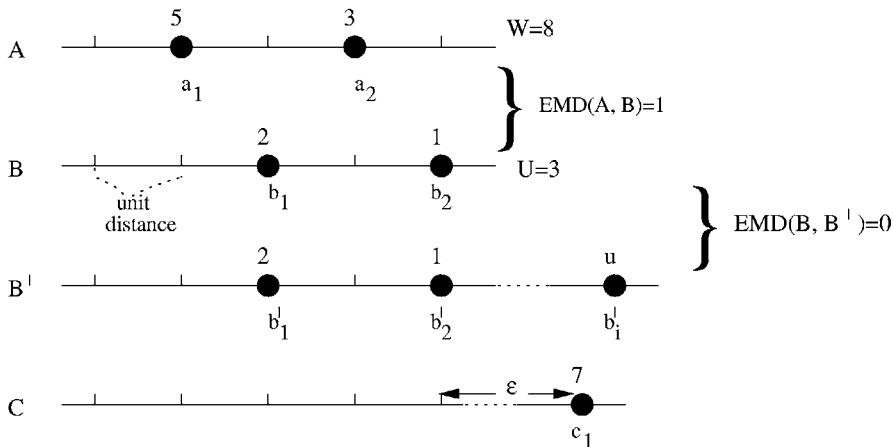 5 3 W=8
A
a₁ a₂
EMD(A, B)=1
2 1
B U=3
b₁ b₂
unit
distance
EMD(B, B')=0
2 1 u
B'
b'₁ b'₂ b'ᵢ
ε 7
C
c₁